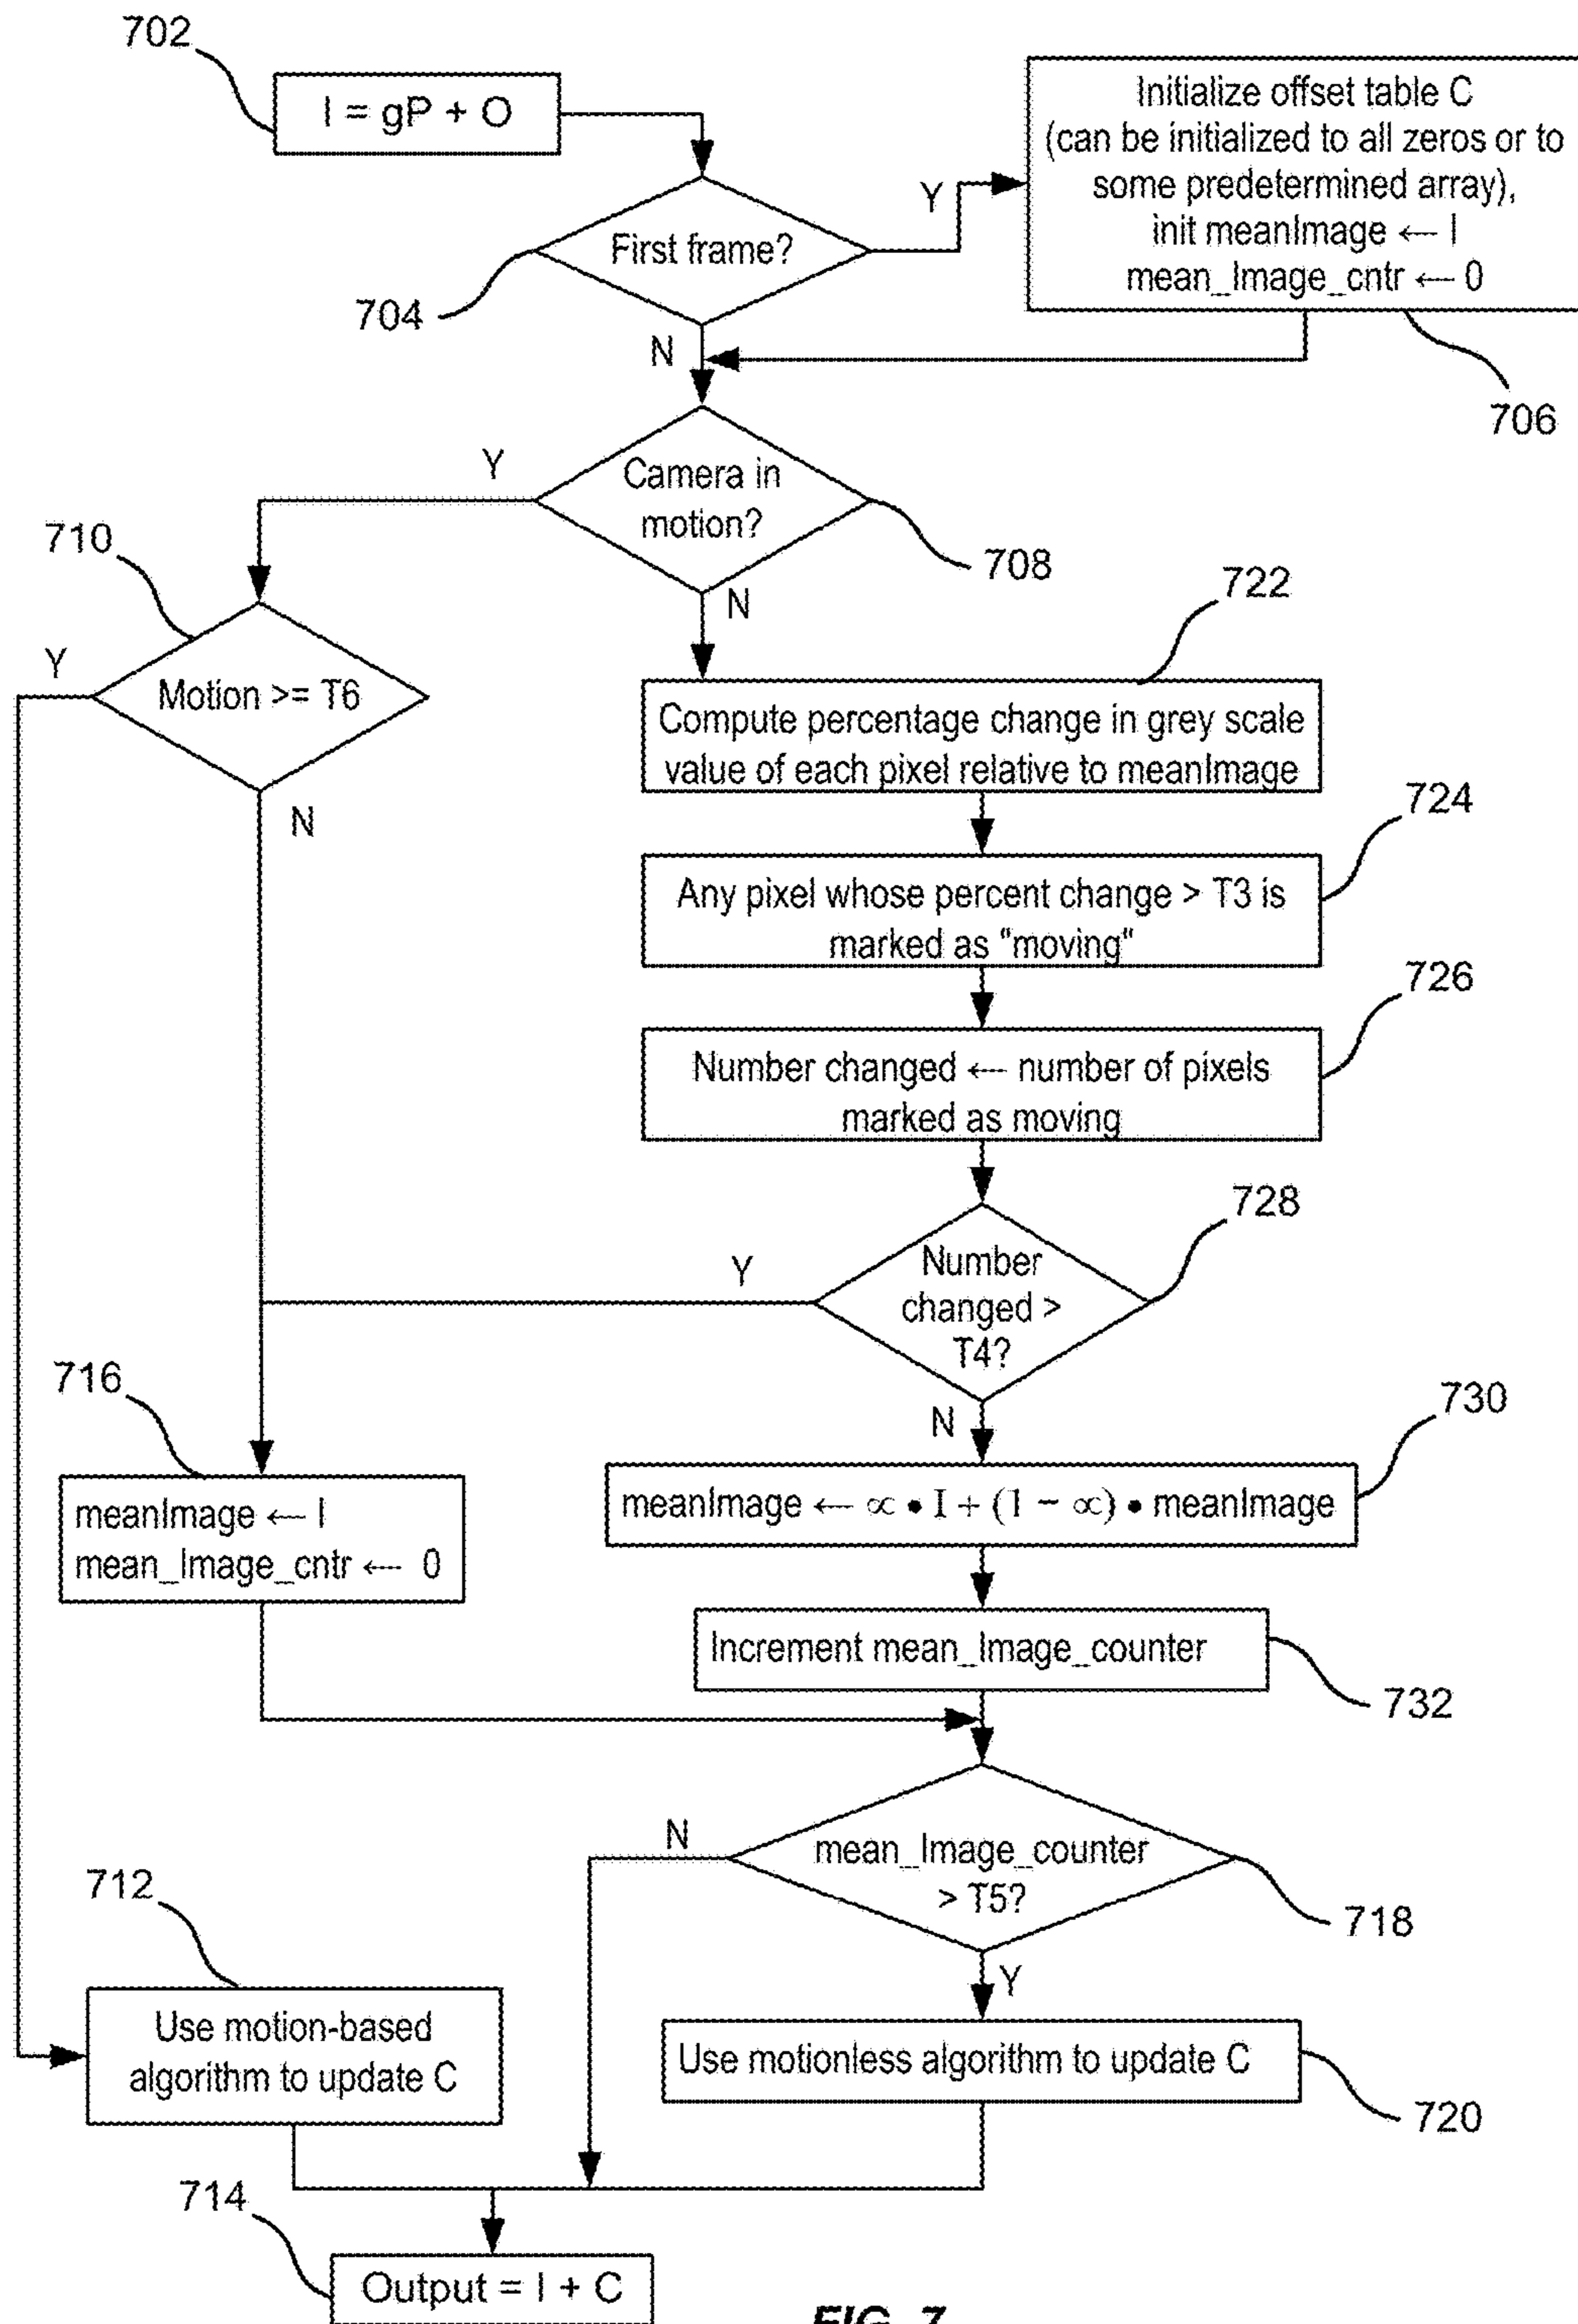 702
I = gP + O
Initialize offset table C
(can be initialized to all zeros or to
some predetermined array),
init meanImage ← I
mean_Image_cntr ← 0
Y
First frame?
704
N
706
Y
Camera in
motion?
710
708
N
722
Y
Motion >= T6
Compute percentage change in grey scale
value of each pixel relative to meanImage
724
N
Any pixel whose percent change > T3 is
marked as "moving"
726
Number changed ← number of pixels
marked as moving
728
Y
Number
changed >
T4?
716
730
N
meanImage ← I
mean_Image_cntr ← 0
meanImage ← ∝ • I + (1 − ∝) • meanImage
Increment mean_Image_counter
732
N
mean_Image_counter
> T5?
712
718
Y
Use motion-based
algorithm to update C
Use motionless algorithm to update C
720
714
Output = I + C
FIG. 7